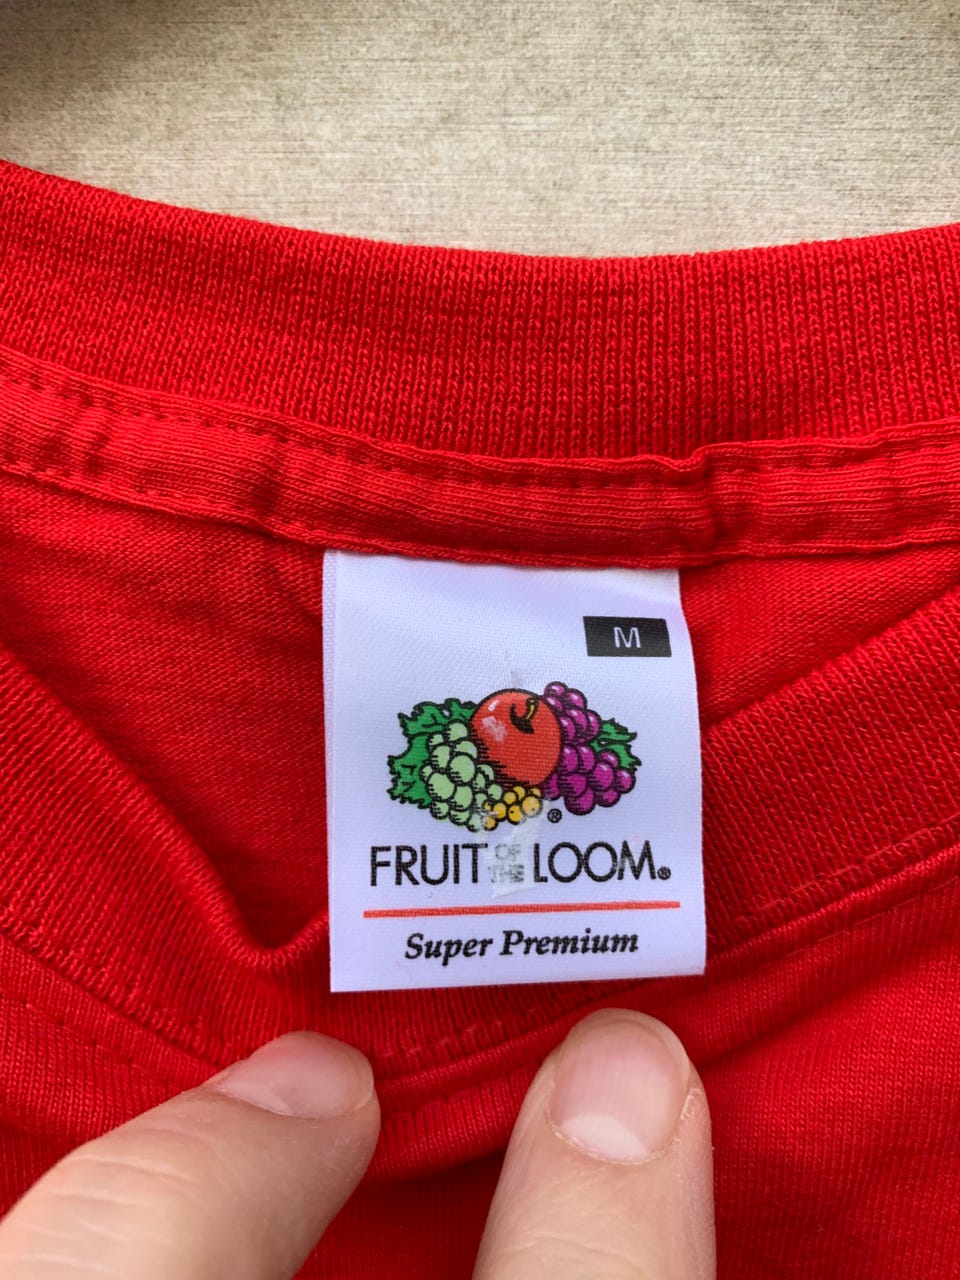 M
®
FRUIT OF THE LOOM®
Super Premium